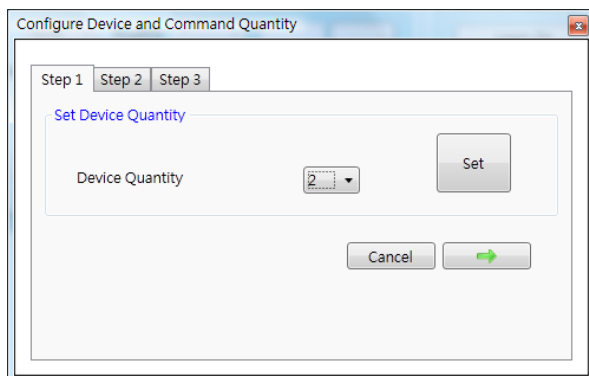 Configure Device and Command Quantity
Step 1 Step 2 Step 3
Set Device Quantity
Device Quantity 2 Set
Cancel